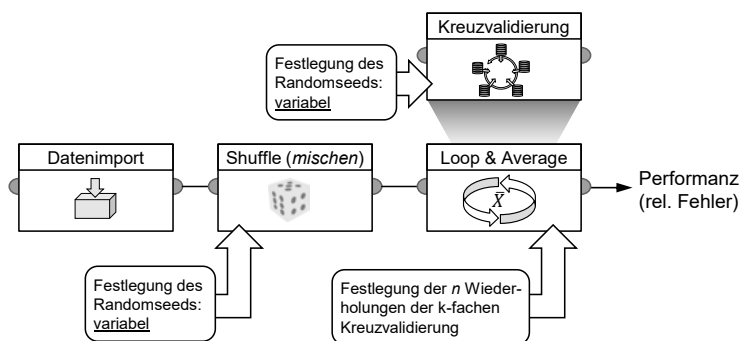 Kreuzvalidierung
Festlegung des
Randomseeds:
variabel
Datenimport
Shuffle (mischen)
Loop & Average
X̄
Performanz
(rel. Fehler)
Festlegung des
Randomseeds:
variabel
Festlegung der n Wieder-
holungen der k-fachen
Kreuzvalidierung